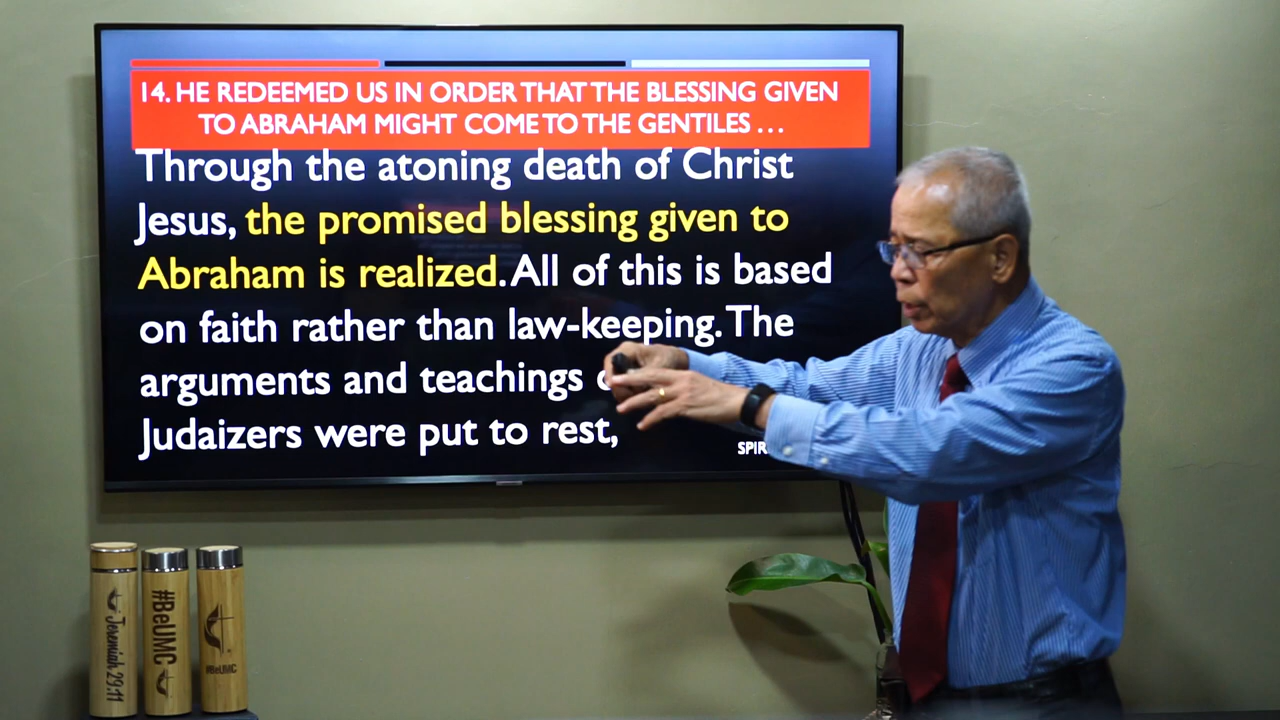 14. HE REDEEMED US IN ORDER THAT THE BLESSING GIVEN
TO ABRAHAM MIGHT COME TO THE GENTILES ...
Through the atoning death of Christ
Jesus, the promised blessing given to
Abraham is realized. All of this is based
on faith rather than law-keeping. The
arguments and teachings
Judaizers were put to rest,
Jeremiah 29:11
#BeUMC
#BeUMC